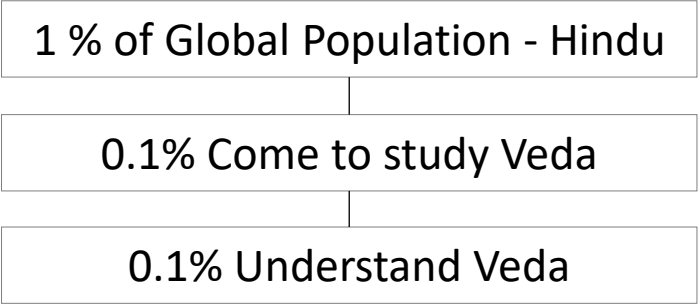 1 % of Global Population - Hindu
0.1% Come to study Veda
0.1% Understand Veda